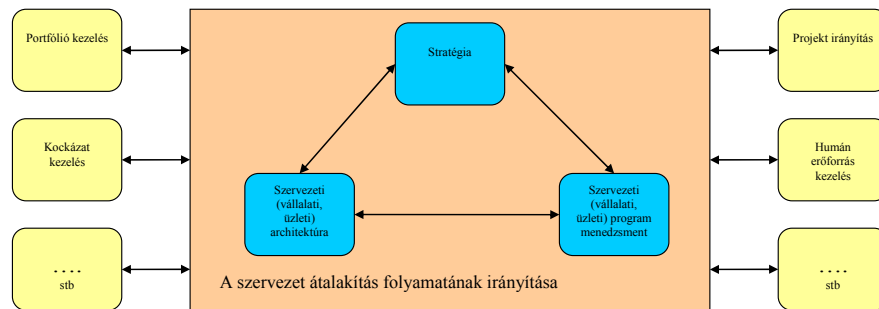 Portfólió kezelés
Kockázat
kezelés
….
stb
Stratégia
Szervezeti
(vállalati,
üzleti)
architektúra
Szervezeti
(vállalati,
üzleti) program
menedzsment
A szervezet átalakítás folyamatának irányítása
Projekt irányítás
Humán
erőforrás
kezelés
….
stb